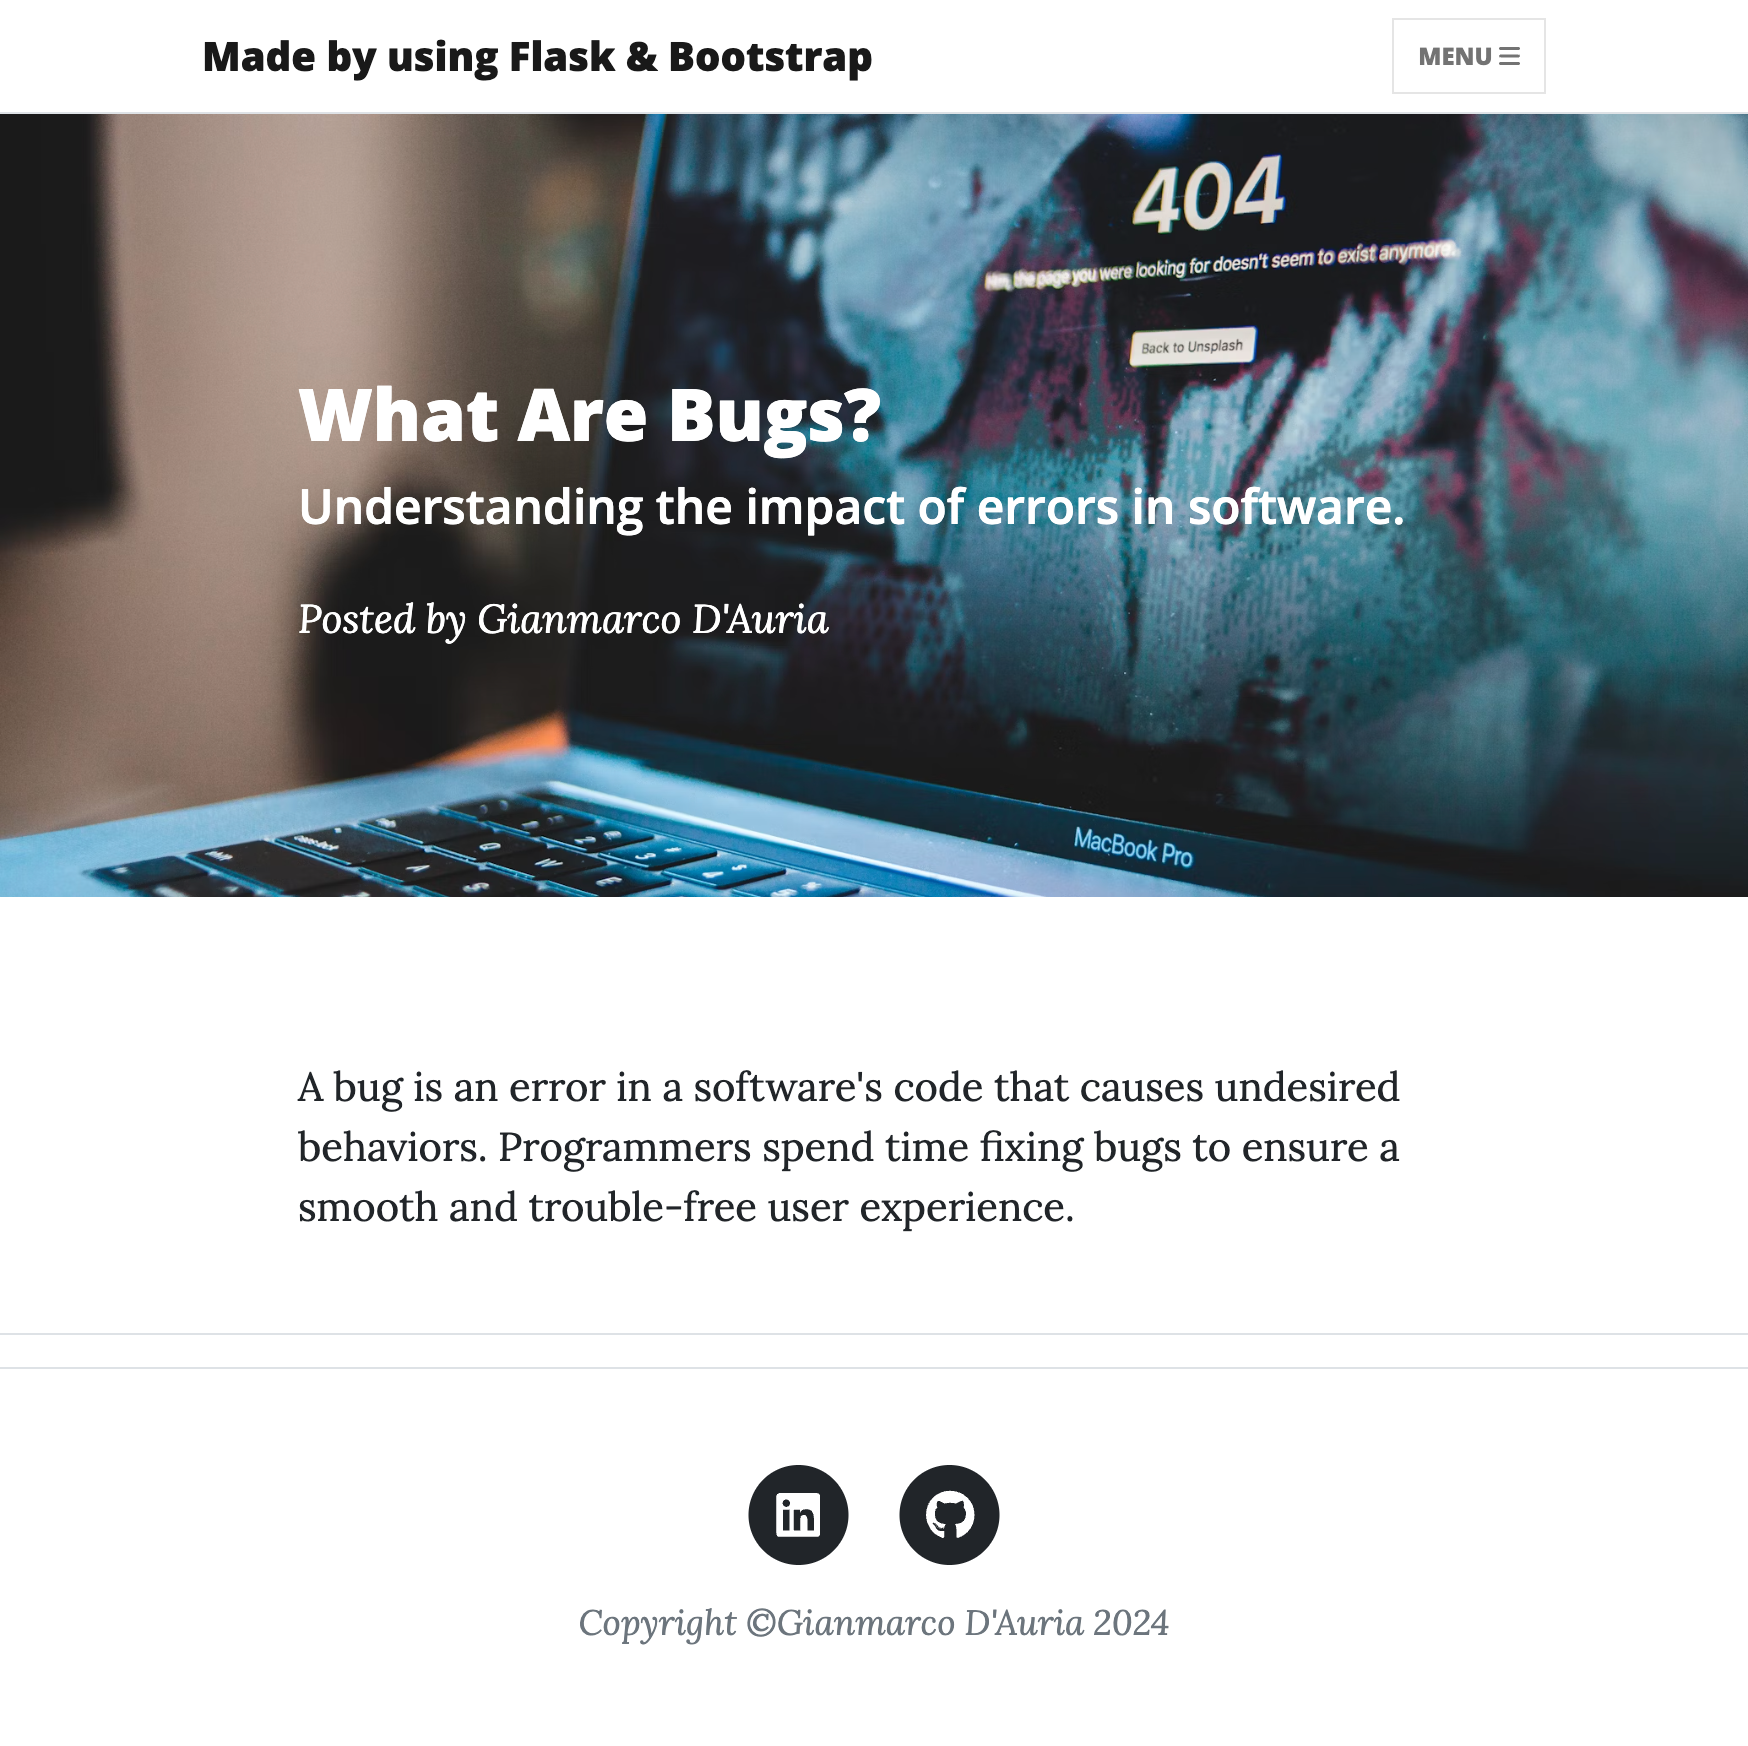 Made by using Flask & Bootstrap
MENU
404
Hm, the page you were looking for doesn't seem to exist anymore.
Back to Unsplash
What Are Bugs?
Understanding the impact of errors in software.
Posted by Gianmarco D'Auria
MacBook Pro
A bug is an error in a software's code that causes undesired
behaviors. Programmers spend time fixing bugs to ensure a
smooth and trouble-free user experience.
in
Copyright ©Gianmarco D'Auria 2024